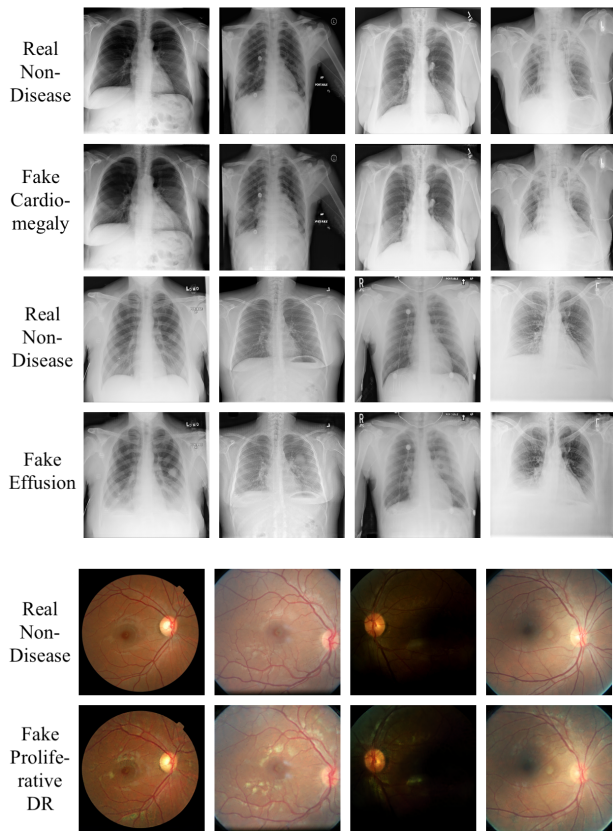 Real
Non-
Disease
Fake
Cardio-
megaly
Real
Non-
Disease
Fake
Effusion
Real
Non-
Disease
Fake
Prolife-
rative
DR